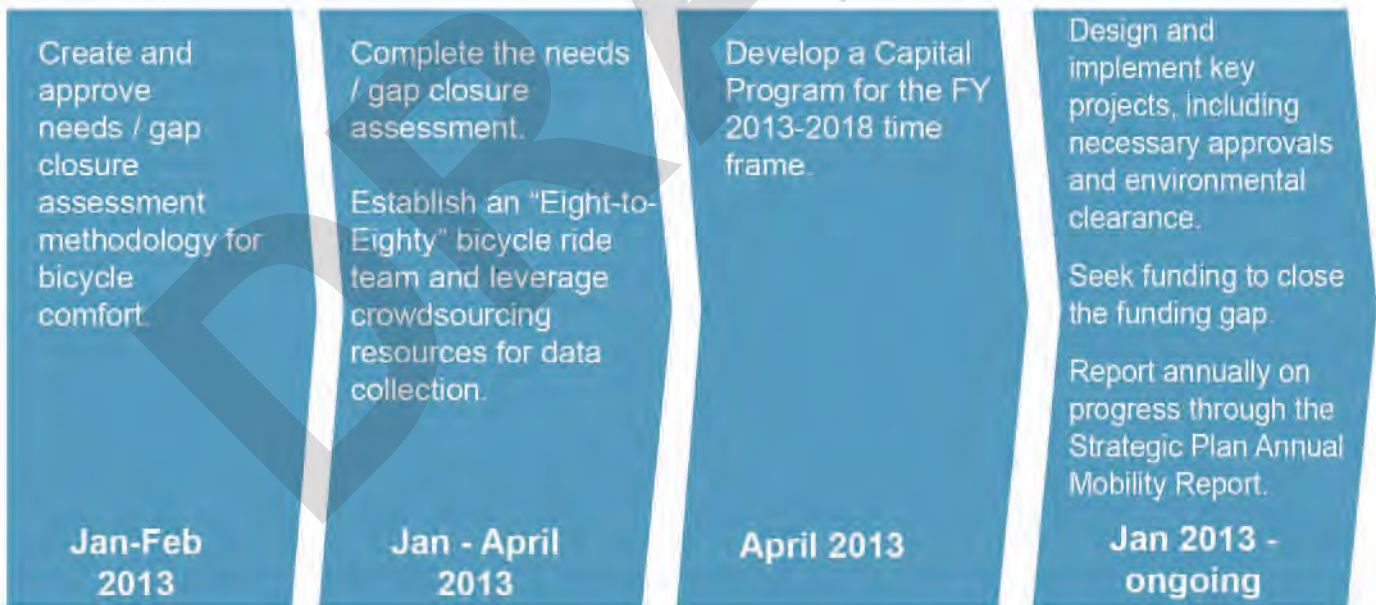 Create and
approve
needs / gap
closure
assessment
methodology for
bicycle
comfort.
Jan-Feb
2013
Complete the needs
/ gap closure
assessment.
Establish an “Eight-to-
Eighty” bicycle ride
team and leverage
crowdsourcing
resources for data
collection.
Jan - April
2013
Develop a Capital
Program for the FY
2013-2018 time
frame.
April 2013
Design and
implement key
projects, including
necessary approvals
and environmental
clearance.
Seek funding to close
the funding gap.
Report annually on
progress through the
Strategic Plan Annual
Mobility Report.
Jan 2013 -
ongoing